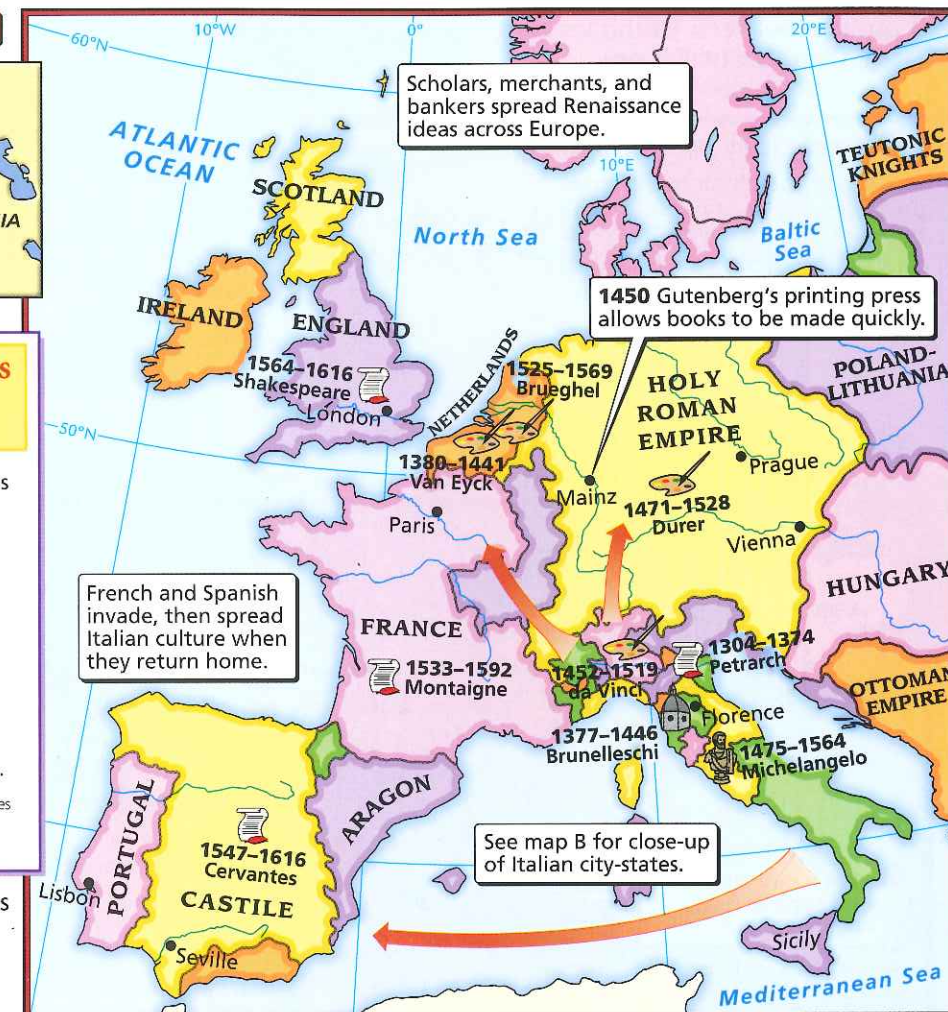 60°N
10°W
0°
20°E
Scholars, merchants, and
bankers spread Renaissance
ideas across Europe.
ATLANTIC
OCEAN
10°E
TEUTONIC
KNIGHTS
SCOTLAND
IA
North Sea
Baltic
Sea
IRELAND
ENGLAND
1450 Gutenberg's printing press
allows books to be made quickly.
1564–1616
Shakespeare
London
NETHERLANDS
1525–1569
Brueghel
HOLY
ROMAN
EMPIRE
POLAND-
LITHUANIA
S
50°N
1380–1441
Van Eyck
Paris
Mainz
Prague
1471–1528
Durer
Vienna
s
HUNGARY
French and Spanish
invade, then spread
Italian culture when
they return home.
FRANCE
1533–1592
Montaigne
1452–1519
da Vinci
1304–1374
Petrarch
OTTOMAN
EMPIRE
Florence
1377–1446
Brunelleschi
1475–1564
Michelangelo
PORTUGAL
ARAGON
es
1547–1616
Cervantes
See map B for close-up
of Italian city-states.
Lisbon
CASTILE
s
Seville
Sicily
Mediterranean Sea